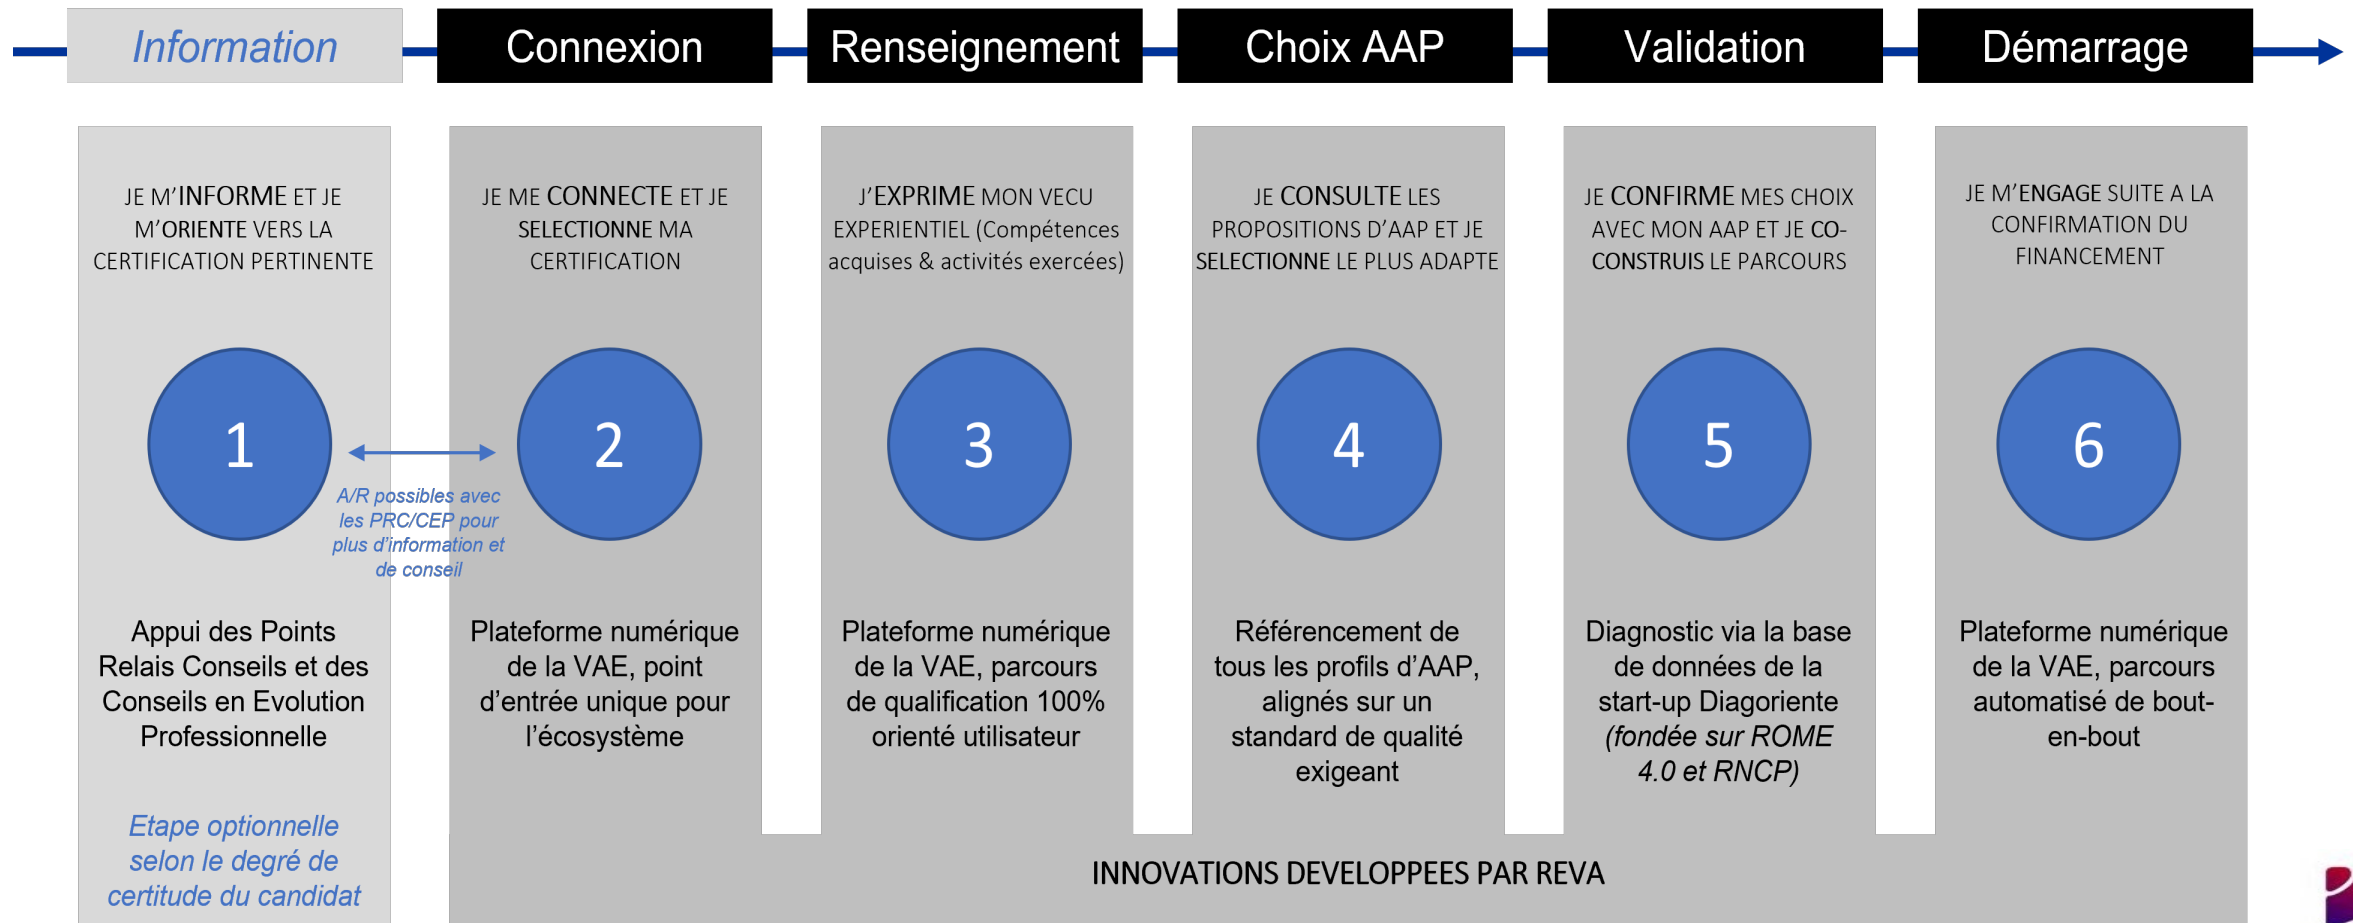 Information
Connexion
Renseignement
Choix AAP
Validation
Démarrage
JE M’INFORME ET JE
M’ORIENTE VERS LA
CERTIFICATION PERTINENTE
JE ME CONNECTE ET JE
SELECTIONNE MA
CERTIFICATION
J’EXPRIME MON VECU
EXPERIENTIEL (Compétences
acquises & activités exercées)
JE CONSULTE LES
PROPOSITIONS D’AAP ET JE
SELECTIONNE LE PLUS ADAPTE
JE CONFIRME MES CHOIX
AVEC MON AAP ET JE CO-
CONSTRUIS LE PARCOURS
JE M’ENGAGE SUITE A LA
CONFIRMATION DU
FINANCEMENT
1
2
3
4
5
6
A/R possibles avec
les PRC/CEP pour
plus d’information et
de conseil
Appui des Points
Relais Conseils et des
Conseils en Evolution
Professionnelle
Plateforme numérique
de la VAE, point
d’entrée unique pour
l’écosystème
Plateforme numérique
de la VAE, parcours
de qualification 100%
orienté utilisateur
Référencement de
tous les profils d’AAP,
alignés sur un
standard de qualité
exigeant
Diagnostic via la base
de données de la
start-up Diagoriente
(fondée sur ROME
4.0 et RNCP)
Plateforme numérique
de la VAE, parcours
automatisé de bout-
en-bout
Etape optionnelle
selon le degré de
certitude du candidat
INNOVATIONS DEVELOPPEES PAR REVA